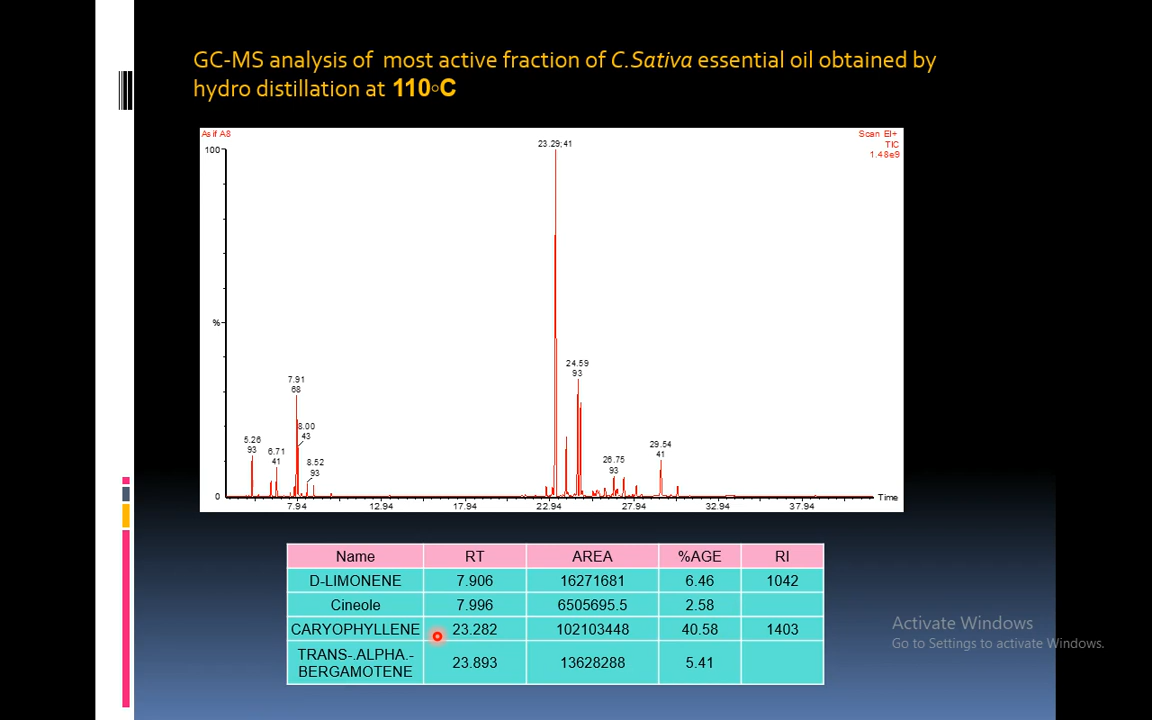 GC-MS analysis of most active fraction of C.Sativa essential oil obtained by
hydro distillation at 110◦C
Asif A8
Scan EI+
TIC
1.48e9
100
%
0
23.29;41
24.59
93
7.91
68
8.00
43
5.26
93
6.71
41
8.52
93
26.75
93
29.54
41
Time
7.94 12.94 17.94 22.94 27.94 32.94 37.94
Name RT AREA %AGE RI
D-LIMONENE 7.906 16271681 6.46 1042
Cineole 7.996 6505695.5 2.58
CARYOPHYLLENE 23.282 102103448 40.58 1403
TRANS-.ALPHA.-
BERGAMOTENE 23.893 13628288 5.41
Activate Windows
Go to Settings to activate Windows.